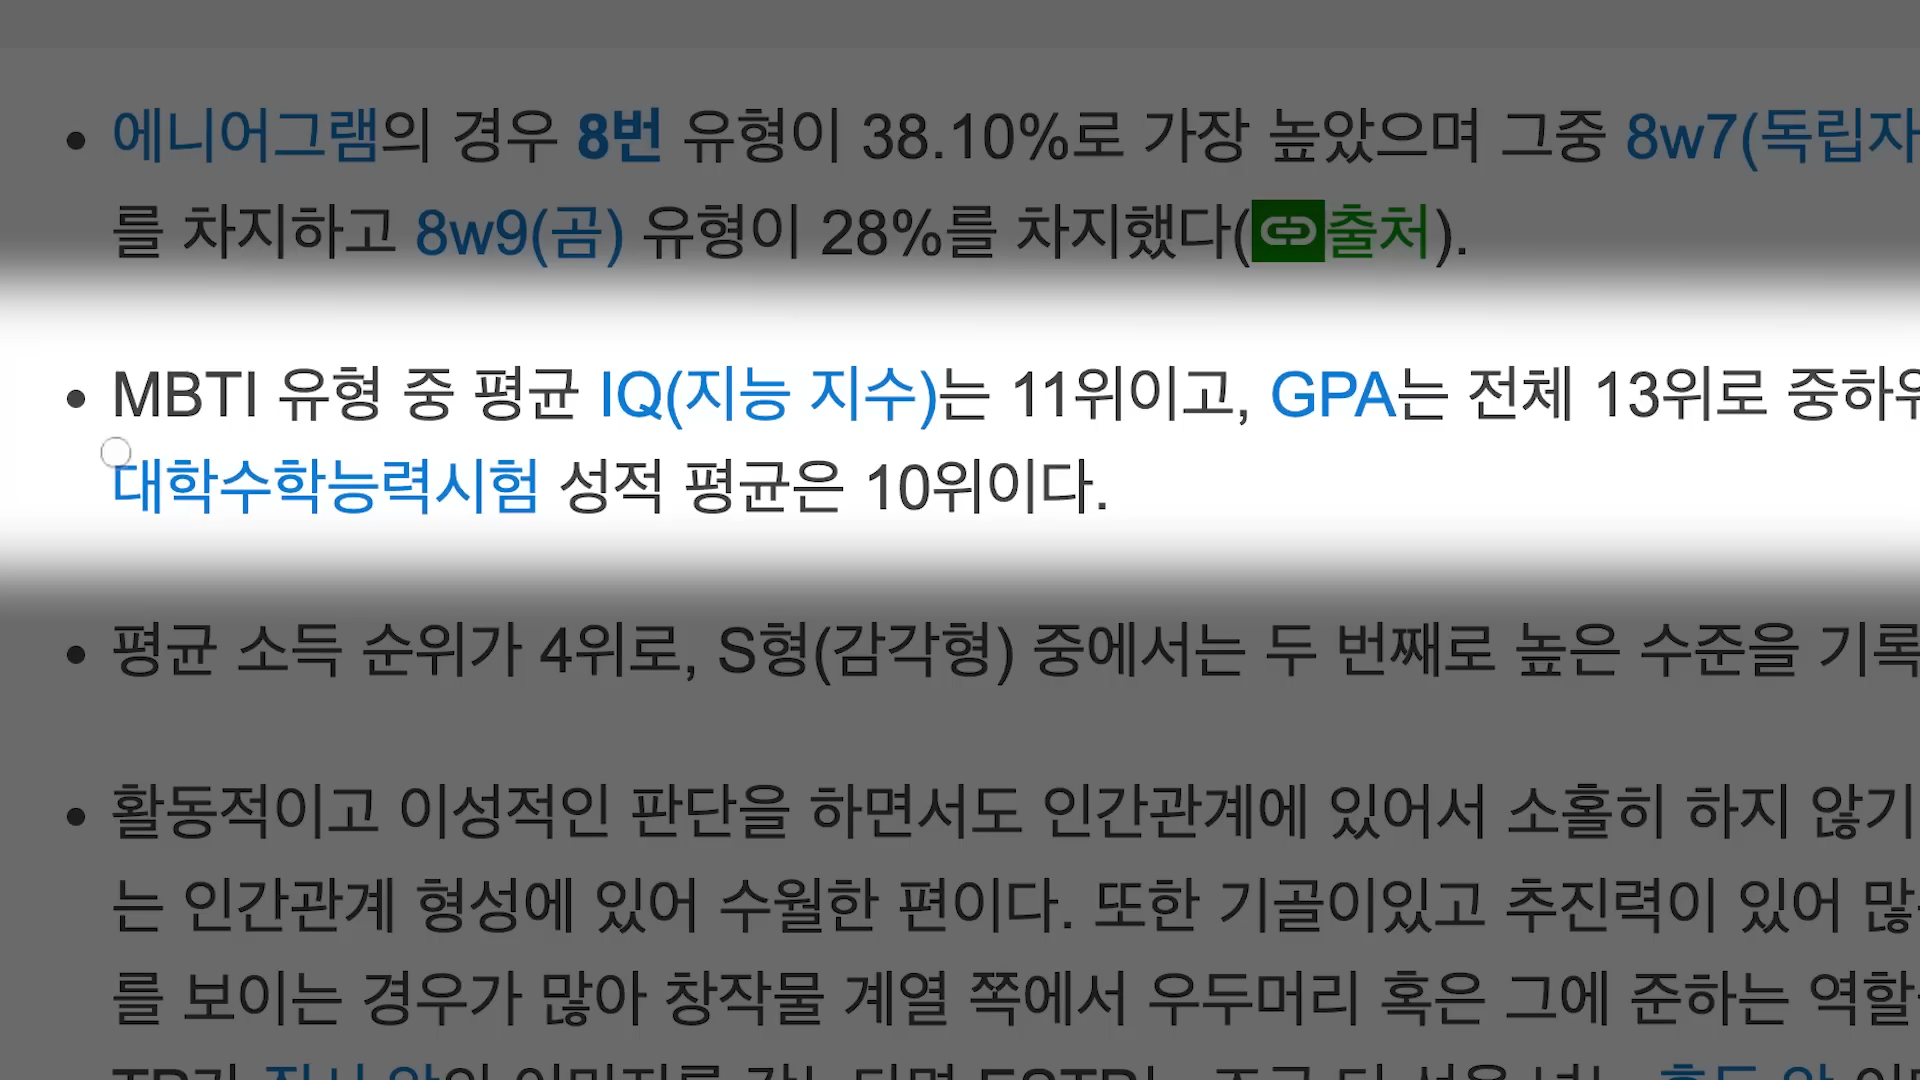 에니어그램의 경우 8번 유형이 38.10%로 가장 높았으며 그중 8w7(독립자
를 차지하고 8w9(곰) 유형이 28%를 차지했다(출처).
MBTI 유형 중 평균 IQ(지능 지수)는 11위이고, GPA는 전체 13위로 중하위
대학수학능력시험 성적 평균은 10위이다.
평균 소득 순위가 4위로, S형(감각형) 중에서는 두 번째로 높은 수준을 기록
활동적이고 이성적인 판단을 하면서도 인간관계에 있어서 소홀히 하지 않기
는 인간관계 형성에 있어 수월한 편이다. 또한 기골이있고 추진력이 있어 많
를 보이는 경우가 많아 창작물 계열 쪽에서 우두머리 혹은 그에 준하는 역할